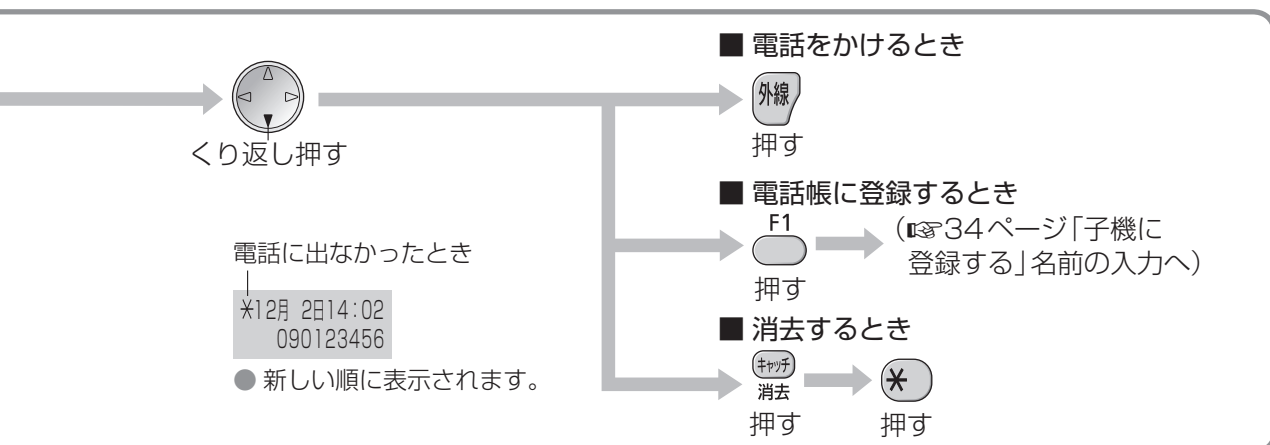 くり返し押す
電話に出なかったとき
*12月 2日14:02
090123456
● 新しい順に表示されます。
■ 電話をかけるとき
外線
押す
■ 電話帳に登録するとき
F1
押す
(☞34ページ「子機に
登録する」名前の入力へ)
■ 消去するとき
キャッチ
消去
押す
*
押す